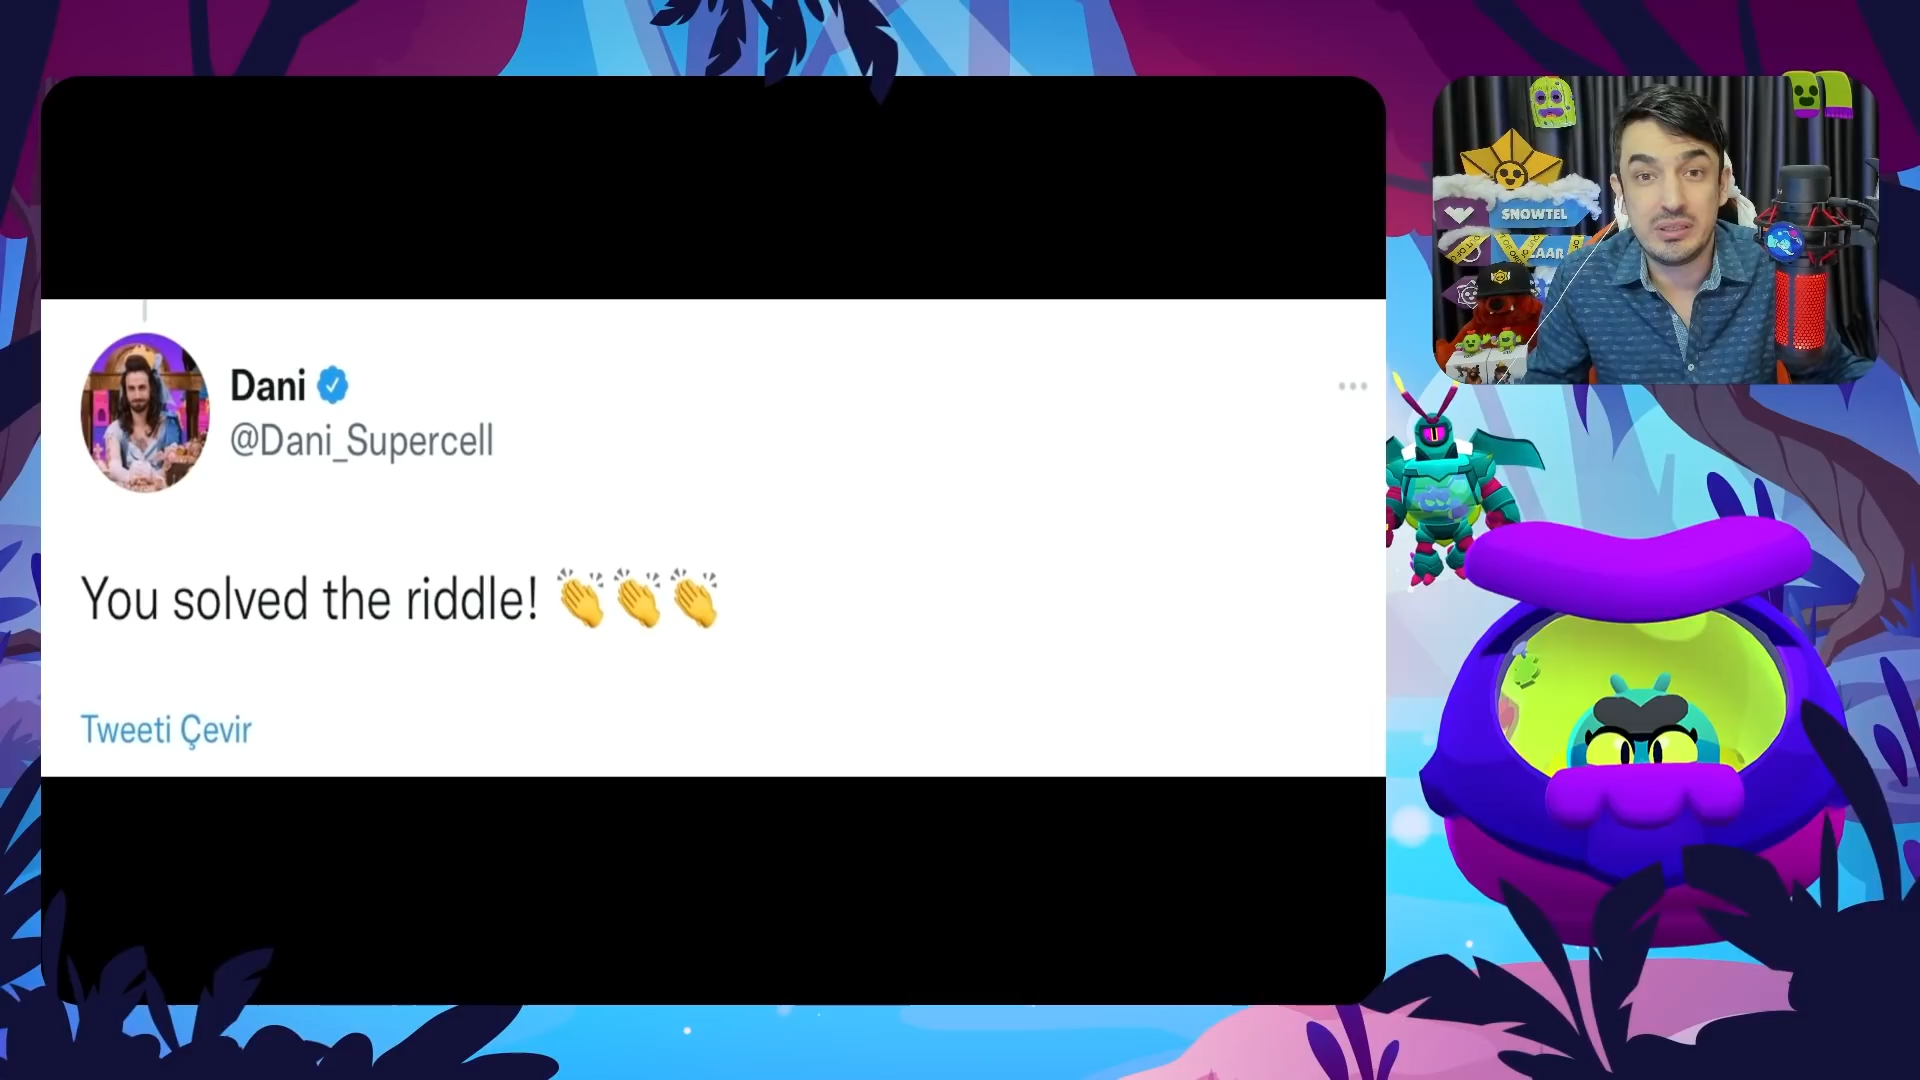 Dani
@Dani_Supercell
You solved the riddle! 👏👏👏
Tweeti Çevir
SNOWTEL